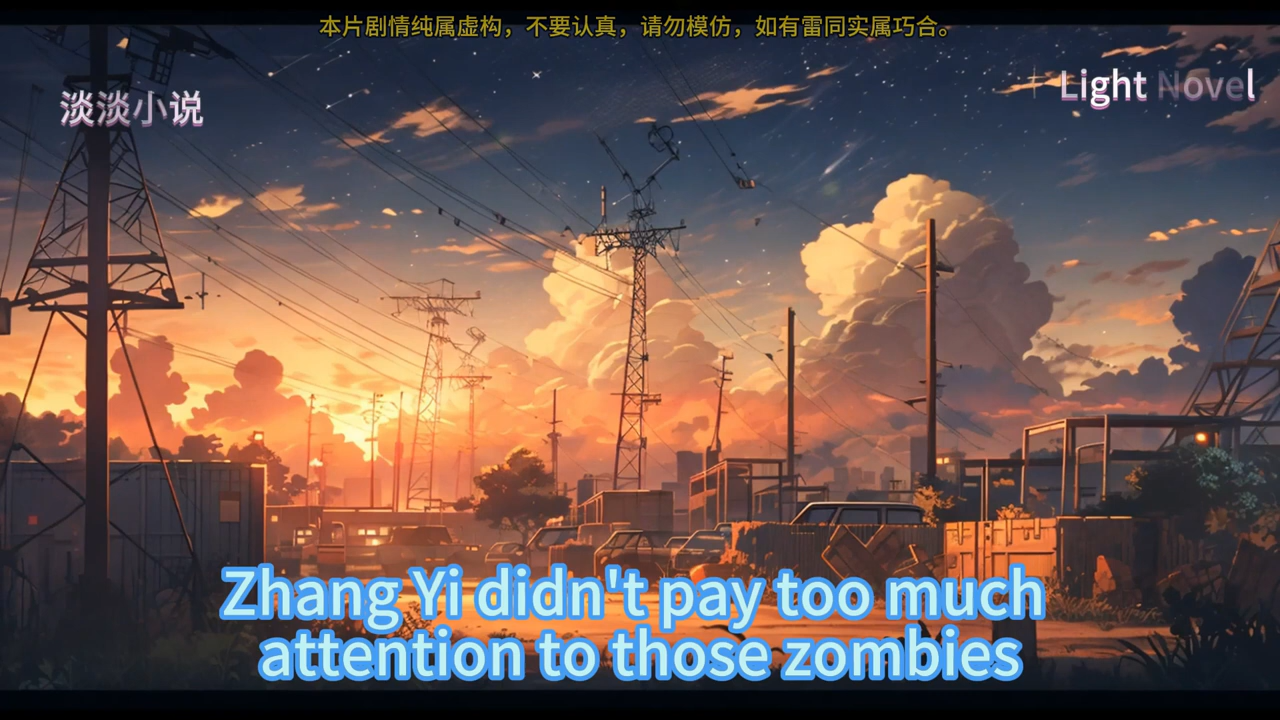 本片剧情纯属虚构，不要认真，请勿模仿，如有雷同实属巧合。
淡淡小说
Light Novel
Zhang Yi didn't pay too much
attention to those zombies